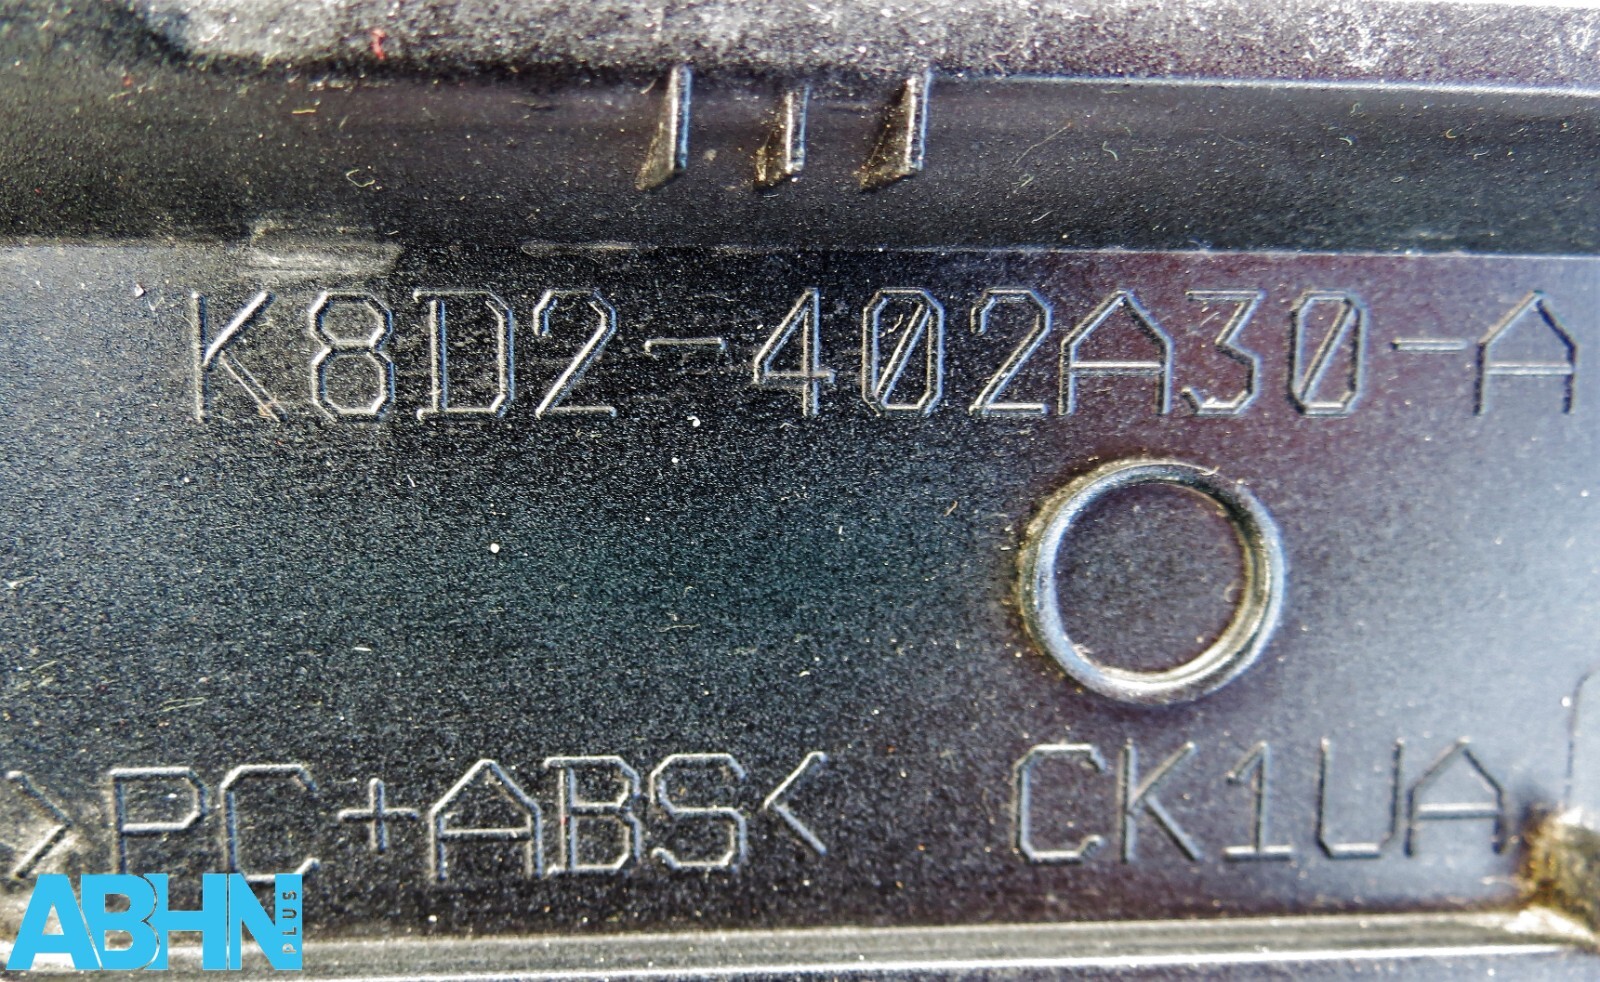 K8D2-402A30-A
>PC+ABS< CK1UA
ABHN PLUS